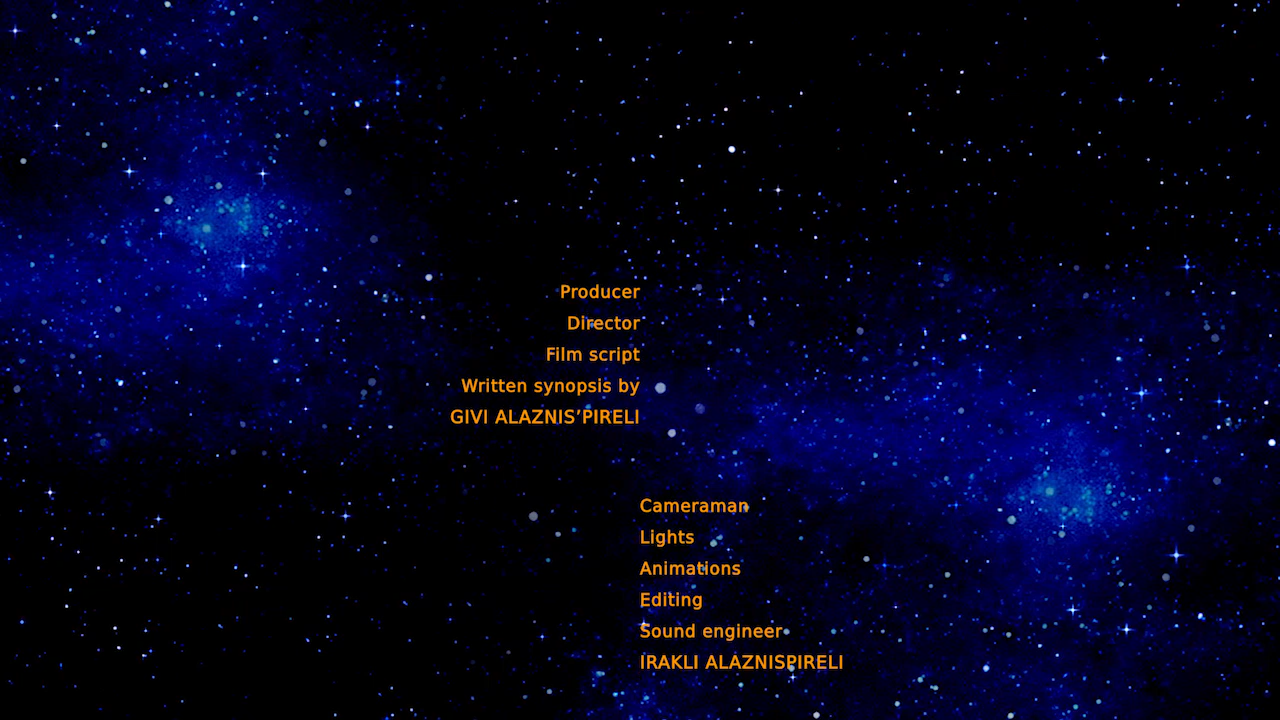 Producer
Director
Film script
Written synopsis by
GIVI ALAZNIS’PIRELI
Cameraman
Lights
Animations
Editing
Sound engineer
IRAKLI ALAZNISPIRELI